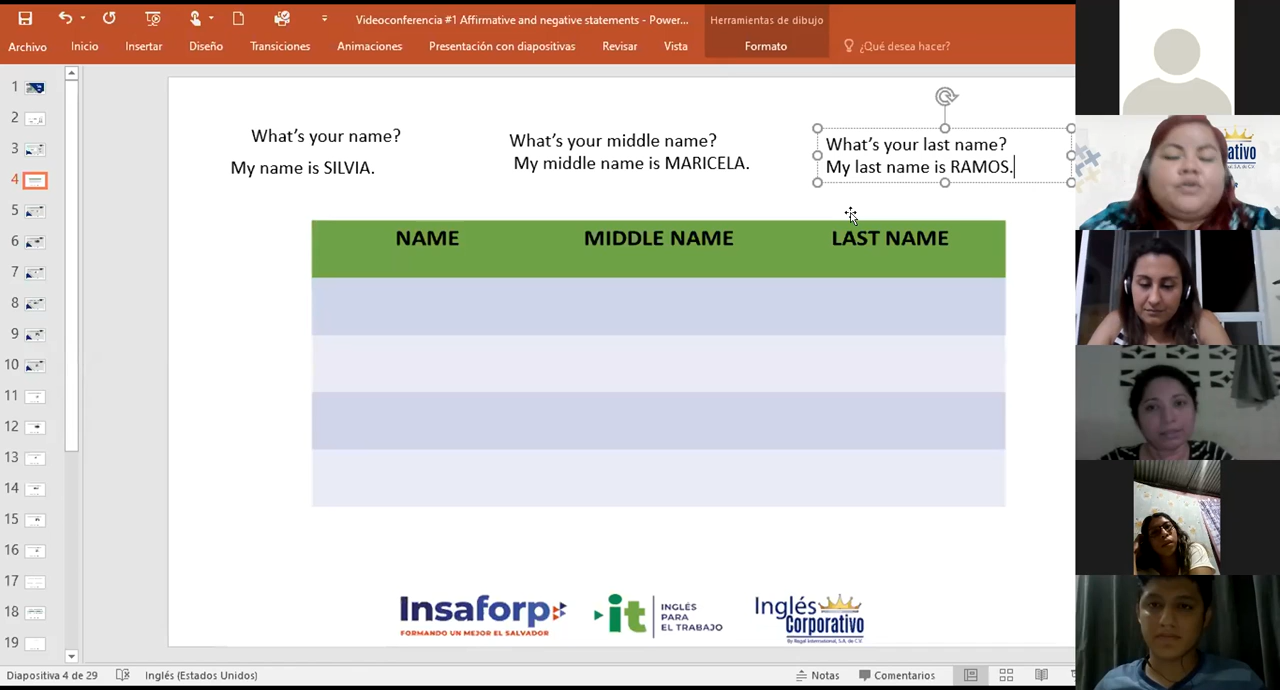 Videoconferencia #1 Affirmative and negative statements - Power...
Herramientas de dibujo
Archivo Inicio Insertar Diseño Transiciones Animaciones Presentación con diapositivas Revisar Vista Formato ¿Qué desea hacer?
1
2
3
4
5
6
7
8
9
10
11
12
13
14
15
16
17
18
19
What's your name?
My name is SILVIA.
What's your middle name?
My middle name is MARICELA.
What's your last name?
My last name is RAMOS.
NAME MIDDLE NAME LAST NAME
Insaforp
FORMANDO UN MEJOR EL SALVADOR
it
INGLÉS
PARA
EL TRABAJO
Inglés
Corporativo
By Regal International, S.A. de C.V.
ativo
Diapositiva 4 de 29 Inglés (Estados Unidos) Notas Comentarios